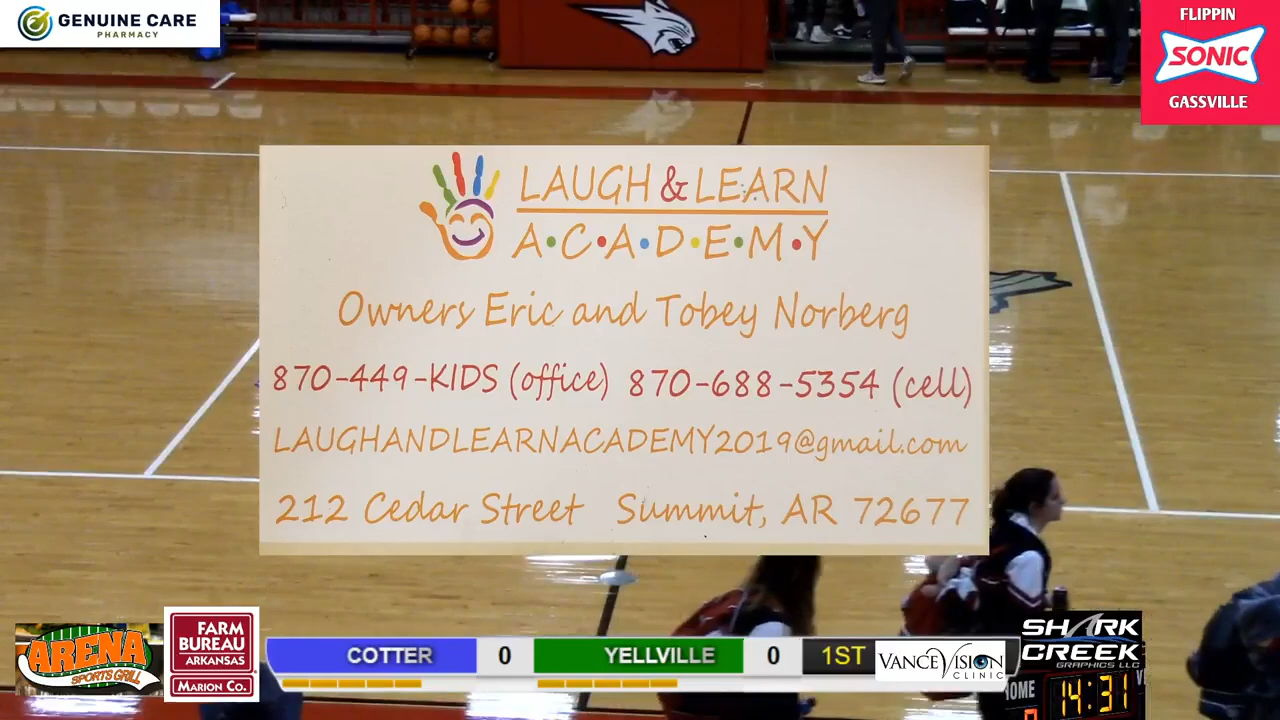 GENUINE CARE
PHARMACY
FLIPPIN
SONIC
GASSVILLE
LAUGH & LEARN
A•C•A•D•E•M•Y
Owners Eric and Tobey Norberg
870-449-KIDS (office) 870-688-5354 (cell)
LAUGHANDLEARNACADEMY2019@gmail.com
212 Cedar Street Summit, AR 72677
ARENA
SPORTS GRILL
FARM
BUREAU
ARKANSAS
MARION CO.
COTTER 0 YELLVILLE 0 1ST
VANCE VISION
CLINIC
SHARK
CREEK
GRAPHICS LLC
14:31